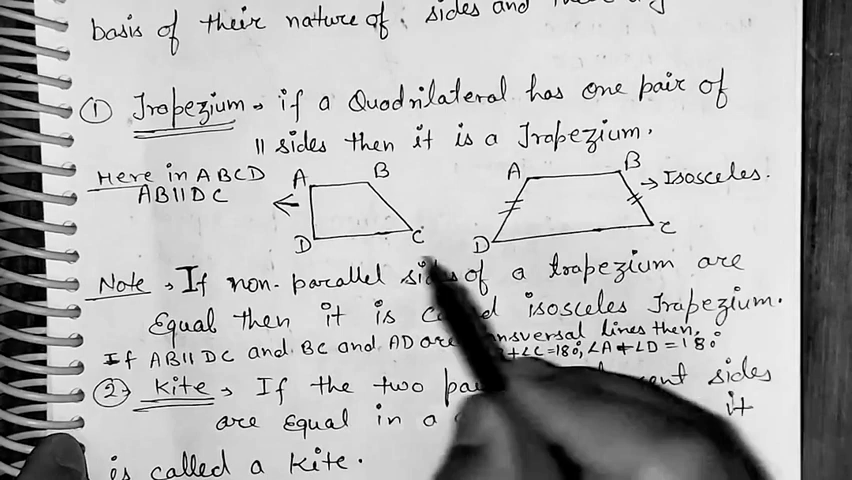 basis of their nature of sides and
① Trapezium → if a Quadrilateral has one pair of
|| sides then it is a Trapezium.
Here in ABCD
AB||DC
A B
D C
A B → Isosceles.
D C
Note → If non-parallel sides of a trapezium are
Equal then it is isosceles Trapezium.
If AB||DC and BC and AD are lines then,
+∠C=180°, ∠A+∠D=180°
② Kite → If the two sides
are Equal in a it
is called a Kite.